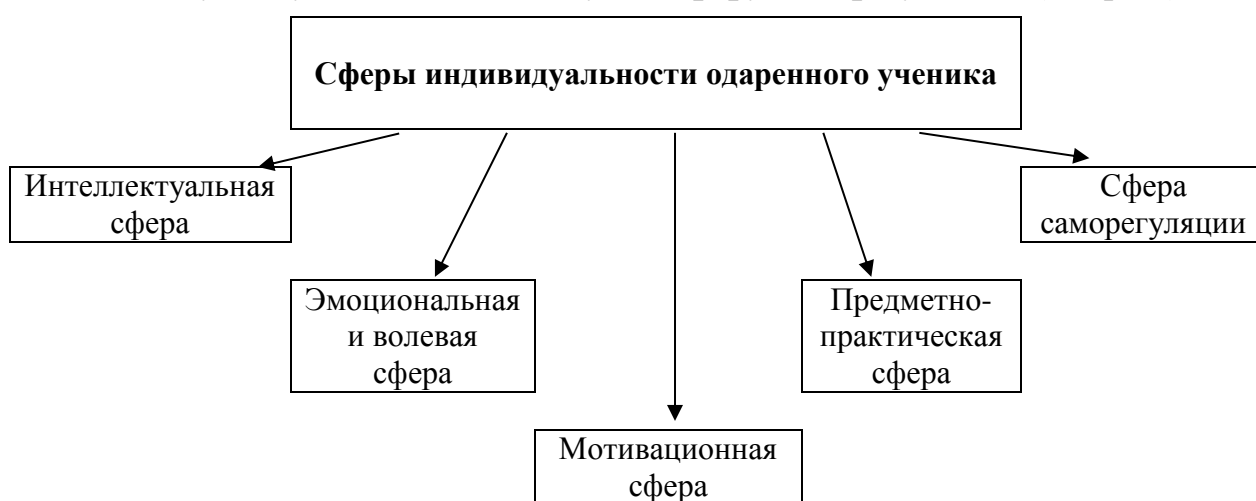 Сферы индивидуальности одаренного ученика
Интеллектуальная
сфера
Сфера
саморегуляции
Эмоциональная
и волевая
сфера
Предметно-
практическая
сфера
Мотивационная
сфера